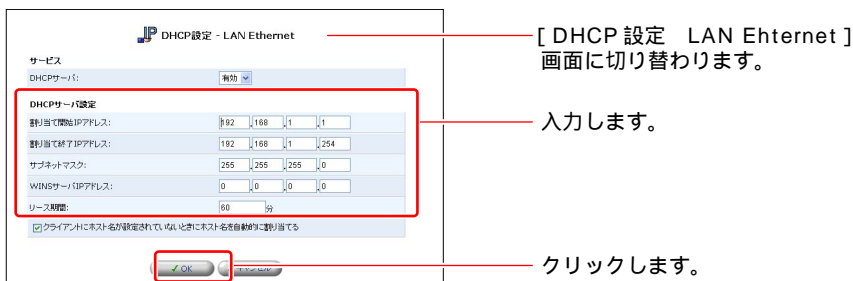 DHCP設定 - LAN Ethernet
[ DHCP 設定　LAN Ehternet ]
画面に切り替わります。
サービス
DHCPサーバ: 有効
DHCPサーバ設定
割り当て開始IPアドレス: 192 .168 .1 .1
入力します。
割り当て終了IPアドレス: 192 .168 .1 .254
サブネットマスク: 255 .255 .255 .0
WINSサーバIPアドレス: 0 .0 .0 .0
リース期間: 60 分
クライアントにホスト名が設定されていないときにホスト名を自動的に割り当てる
OK キャンセル
クリックします。